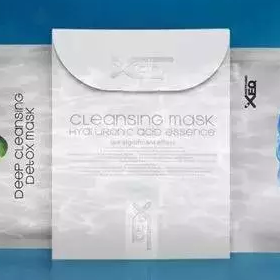 XEQ
CLEANSING MASK
HYALURONIC ACID ESSENCE
DEEP CLEANSING
DETOX MASK
XEQ